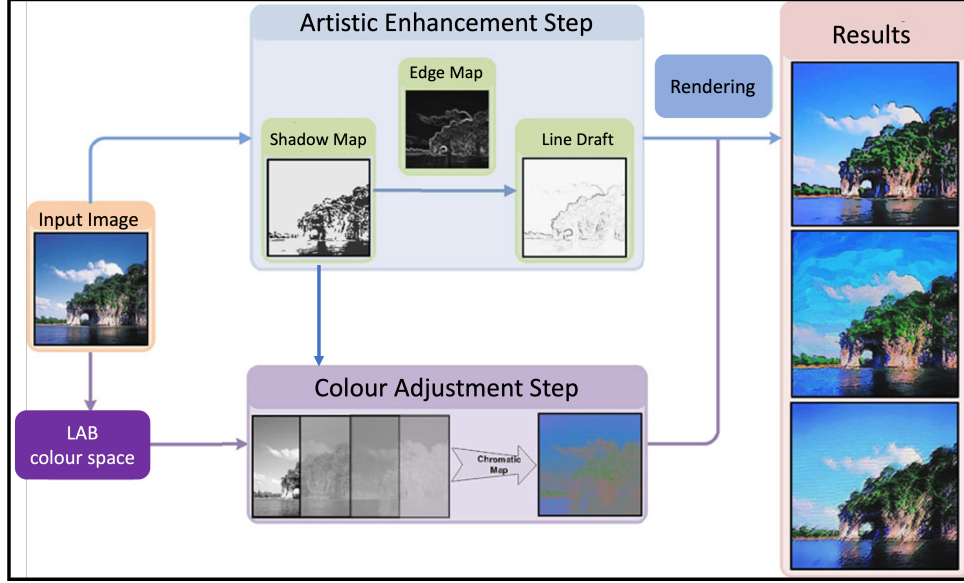 Artistic Enhancement Step
Results
Edge Map
Rendering
Shadow Map
Line Draft
Input Image
Colour Adjustment Step
LAB
colour space
Chromatic
Map